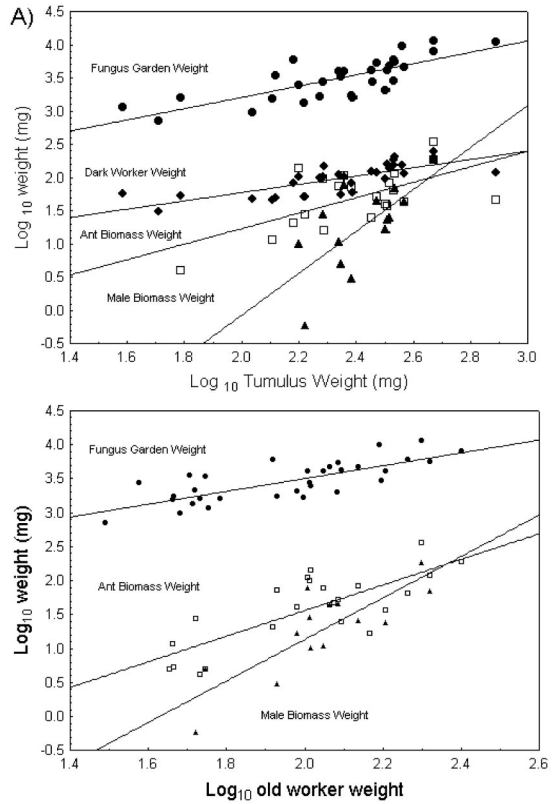 A)
Log 10 weight (mg)
4.5
4.0
3.5
3.0
2.5
2.0
1.5
1.0
0.5
0.0
-0.5
Fungus Garden Weight
Dark Worker Weight
Ant Biomass Weight
Male Biomass Weight
1.4 1.6 1.8 2.0 2.2 2.4 2.6 2.8 3.0
Log 10 Tumulus Weight (mg)
Log10 weight (mg)
4.5
4.0
3.5
3.0
2.5
2.0
1.5
1.0
0.5
0.0
-0.5
Fungus Garden Weight
Ant Biomass Weight
Male Biomass Weight
1.4 1.6 1.8 2.0 2.2 2.4 2.6
Log10 old worker weight